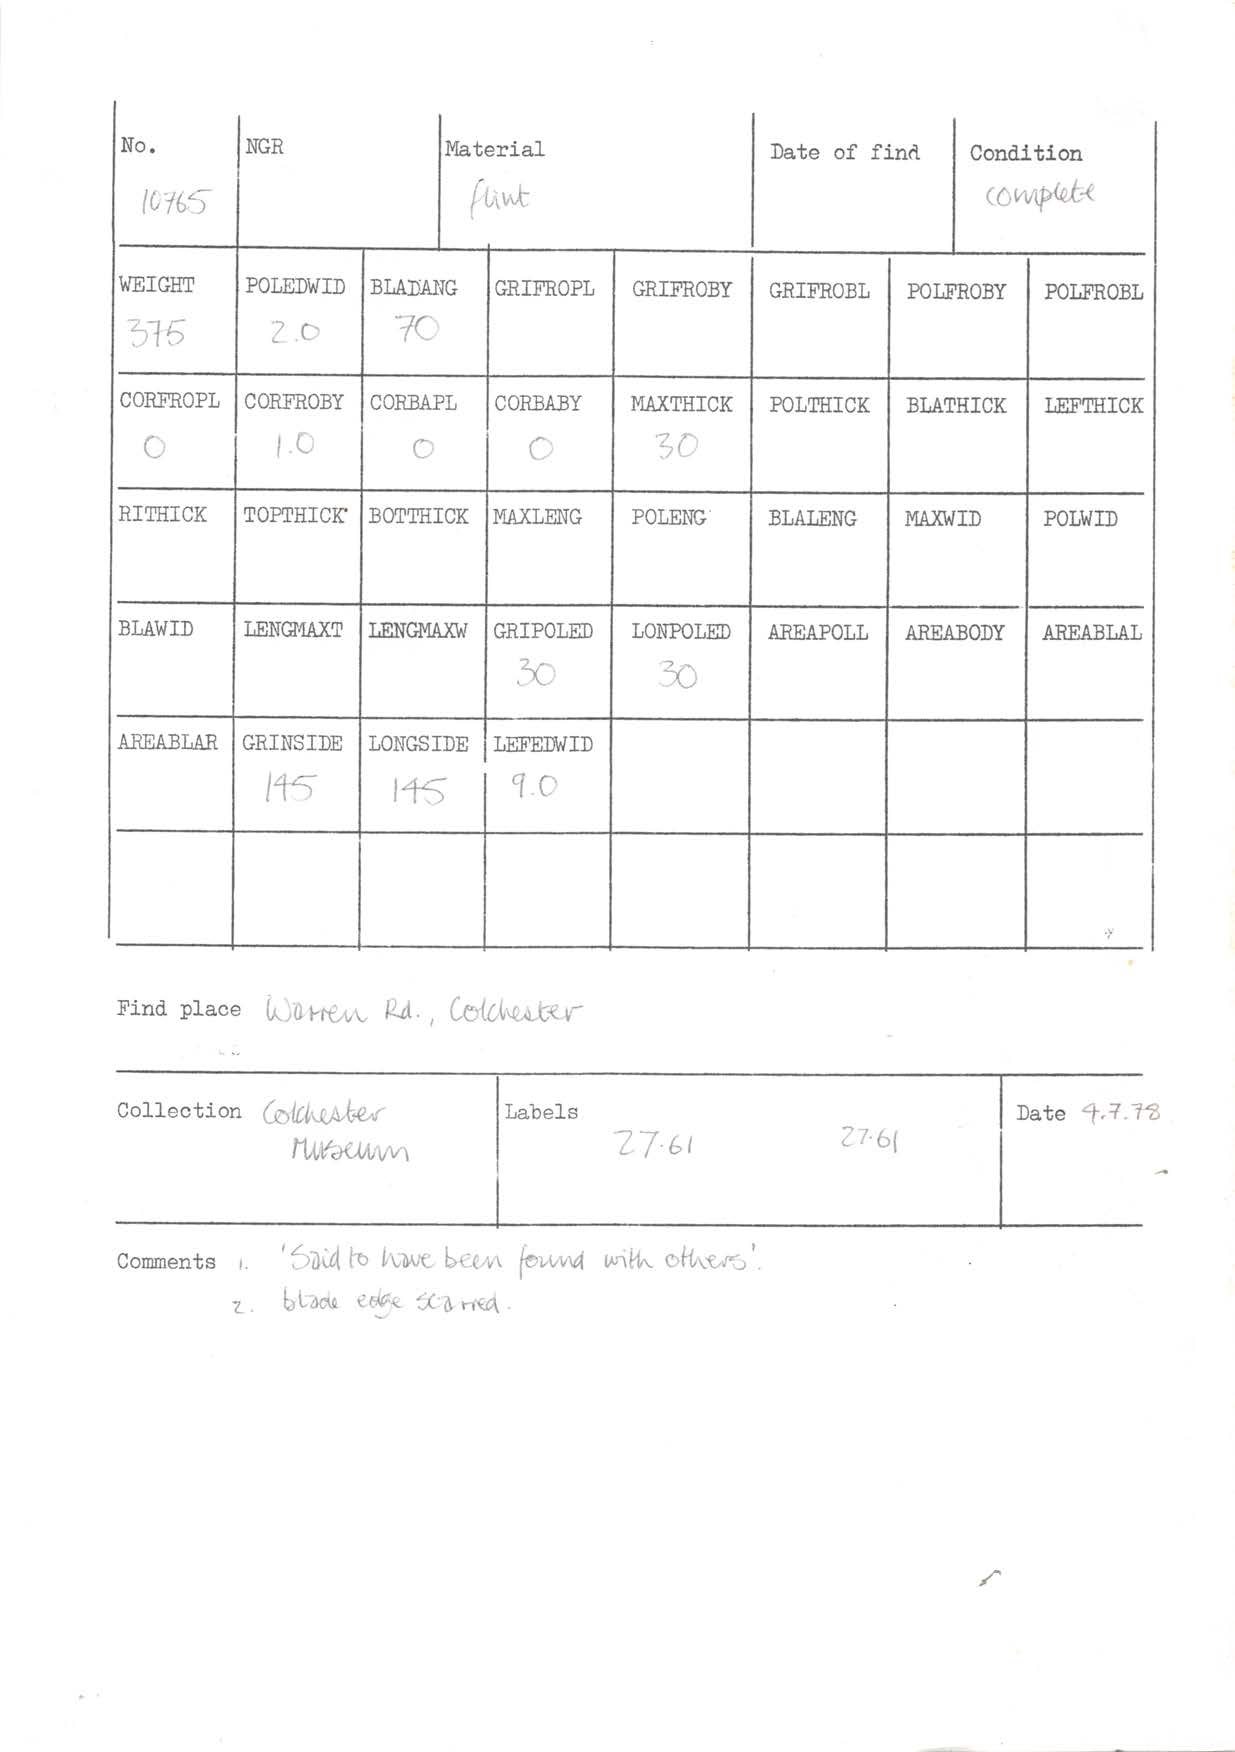 No. NGR Material Date of find Condition
10765 flint complete
WEIGHT POLEDWID BLADANG GRIFROPL GRIFROBY GRIFROBL POLFROBY POLFROBL
375 2.0 70
CORFROPL CORFROBY CORBAPL CORBABY MAXTHICK POLTHICK BLATHICK LEFTHICK
0 1.0 0 0 30
RITHICK TOPTHICK BOTTHICK MAXLENG POLENG BLALENG MAXWID POLWID
BLAWID LENGMAXT LENGMAXW GRIPOLED LONPOLED AREAPOLL AREABODY AREABLAL
30 30
AREABLAR GRINSIDE LONGSIDE LEFEDWID
145 145 9.0
Find place Warren Rd., Colchester
Collection Colchester Labels Date 4.7.78
Museum 27.61 27.61
Comments 1. 'Said to have been found with others'.
2. blade edge scarred.